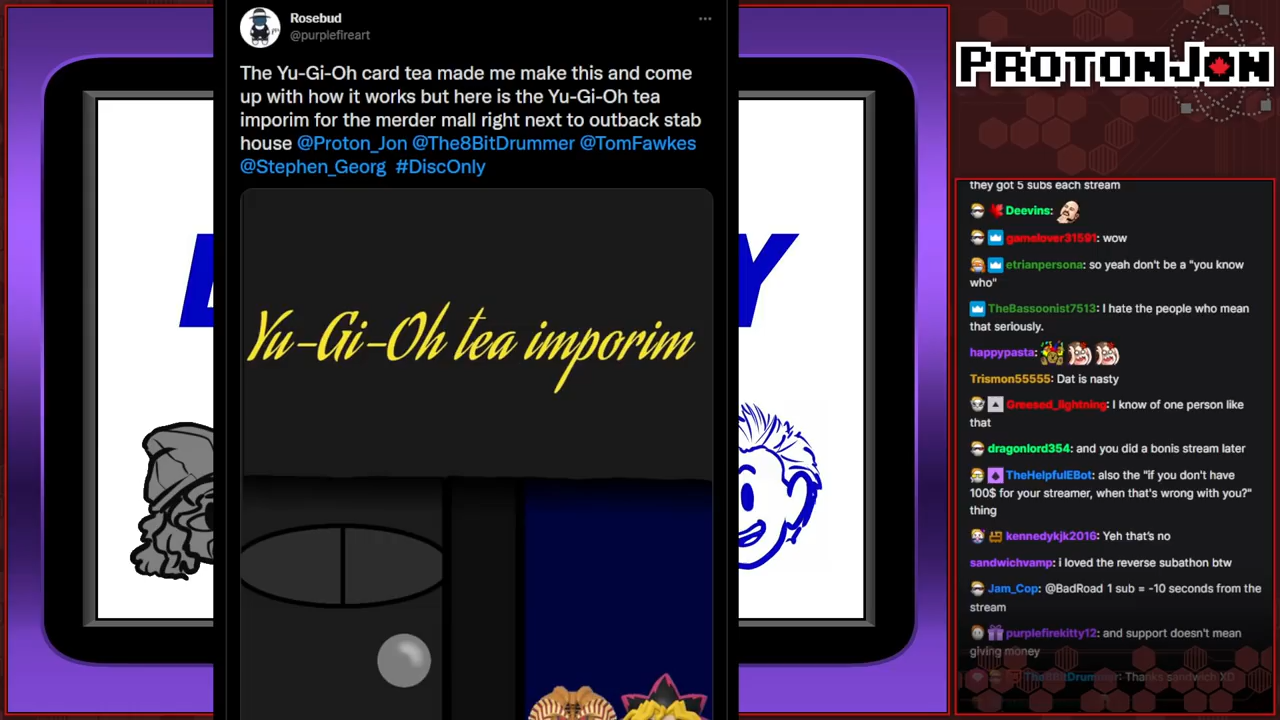 Rosebud
@purplefireart
The Yu-Gi-Oh card tea made me make this and come
up with how it works but here is the Yu-Gi-Oh tea
imporim for the merder mall right next to outback stab
house @Proton_Jon @The8BitDrummer @TomFawkes
@Stephen_Georg #DiscOnly
Yu-Gi-Oh tea imporim
Y
PROTONJON
they got 5 subs each stream
Deevins:
gamelover31591: wow
etrianpersona: so yeah don't be a "you know
who"
TheBassoonist7513: I hate the people who mean
that seriously.
happypasta:
Trismon55555: Dat is nasty
Greesed_lightning: I know of one person like
that
dragonlord354: and you did a bonis stream later
TheHelpfulEBot: also the "if you don't have
100$ for your streamer, when that's wrong with you?"
thing
kennedykjk2016: Yeh that's no
sandwichvamp: i loved the reverse subathon btw
Jam_Cop: @BadRoad 1 sub = -10 seconds from the
stream
purplefirekitty12: and support doesn't mean
giving money
The8BitDrummer: Thanks sandwich XD